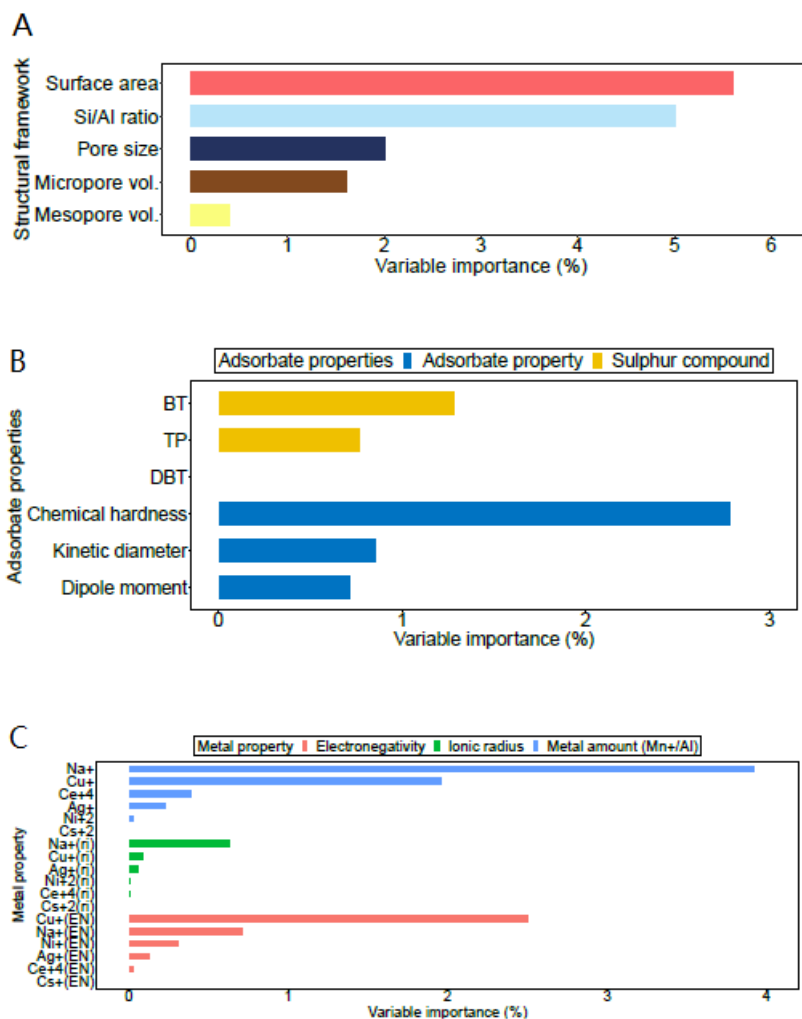 A
Structural framework
Surface area
Si/Al ratio
Pore size
Micropore vol.
Mesopore vol.
0 1 2 3 4 5 6
Variable importance (%)
B
Adsorbate properties Adsorbate property Sulphur compound
Adsorbate properties
BT
TP
DBT
Chemical hardness
Kinetic diameter
Dipole moment
0 1 2 3
Variable importance (%)
C
Metal property Electronegativity Ionic radius Metal amount (Mn+/Al)
Metal property
Na+
Cu+
Ce+4
Ag+
Ni+2
Cs+2
Na+(ri)
Cu+(ri)
Ag+(ri)
Ni+2(ri)
Ce+4(ri)
Cs+2(ri)
Cu+(EN)
Na+(EN)
Ni+(EN)
Ag+(EN)
Ce+4(EN)
Cs+(EN)
0 1 2 3 4
Variable importance (%)